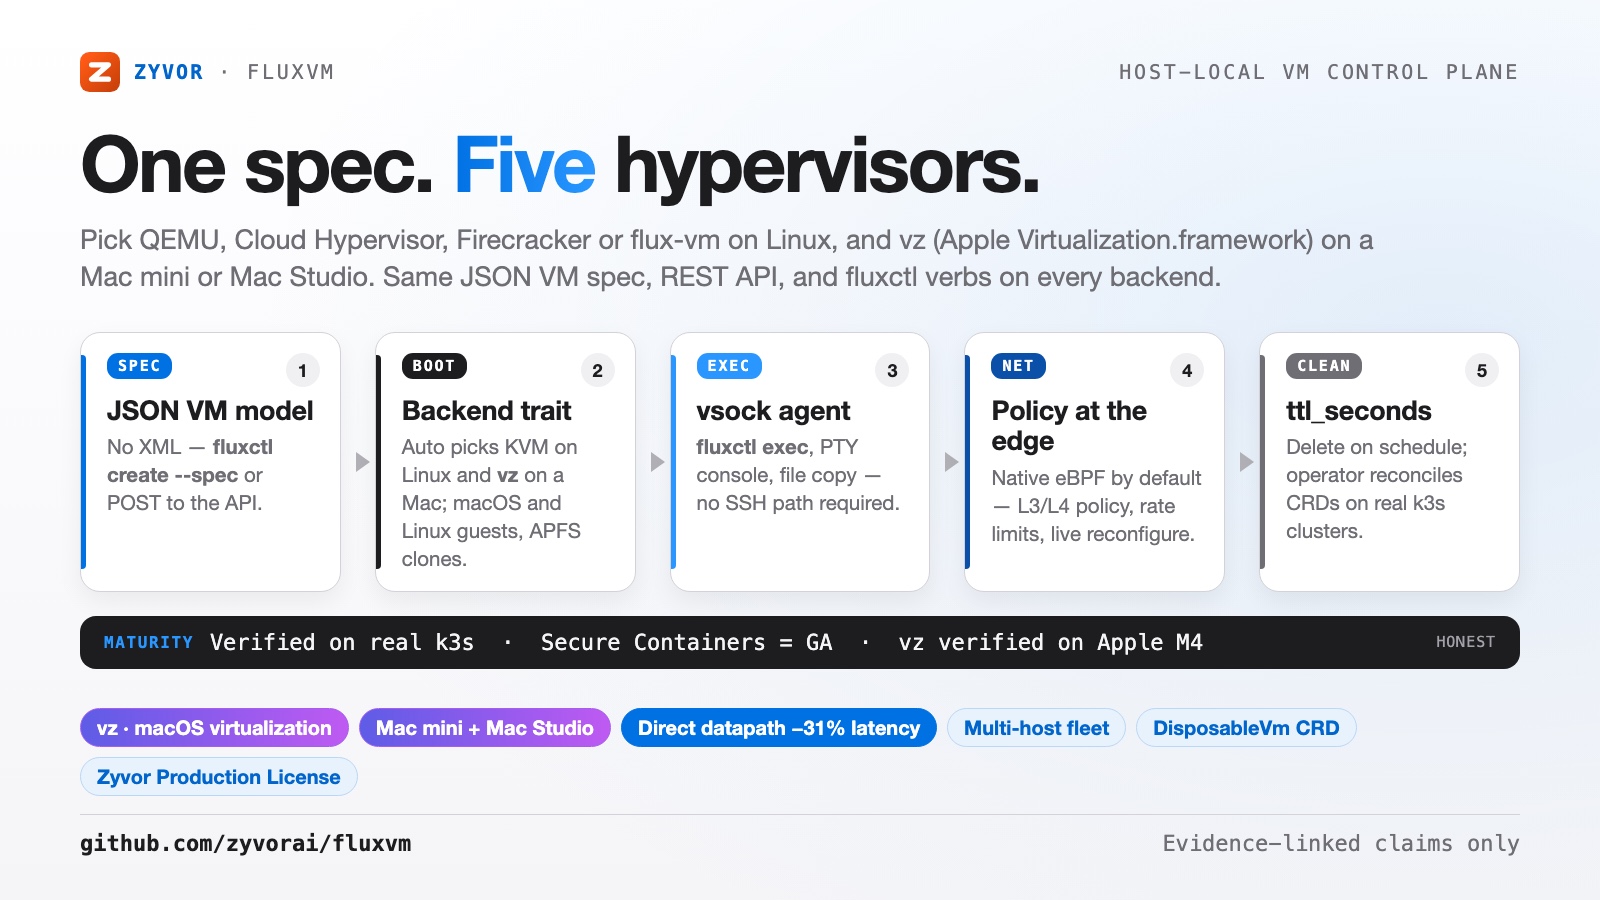 Z ZYVOR · FLUXVM
HOST-LOCAL VM CONTROL PLANE
One spec. Five hypervisors.
Pick QEMU, Cloud Hypervisor, Firecracker or flux-vm on Linux, and vz (Apple Virtualization.framework) on a
Mac mini or Mac Studio. Same JSON VM spec, REST API, and fluxctl verbs on every backend.
SPEC
1
JSON VM model
No XML — fluxctl
create --spec or
POST to the API.
BOOT
2
Backend trait
Auto picks KVM on
Linux and vz on a
Mac; macOS and
Linux guests, APFS
clones.
EXEC
3
vsock agent
fluxctl exec, PTY
console, file copy —
no SSH path required.
NET
4
Policy at the
edge
Native eBPF by default
— L3/L4 policy, rate
limits, live reconfigure.
CLEAN
5
ttl_seconds
Delete on schedule;
operator reconciles
CRDs on real k3s
clusters.
MATURITY Verified on real k3s · Secure Containers = GA · vz verified on Apple M4
HONEST
vz · macOS virtualization
Mac mini + Mac Studio
Direct datapath −31% latency
Multi-host fleet
DisposableVm CRD
Zyvor Production License
github.com/zyvorai/fluxvm
Evidence-linked claims only